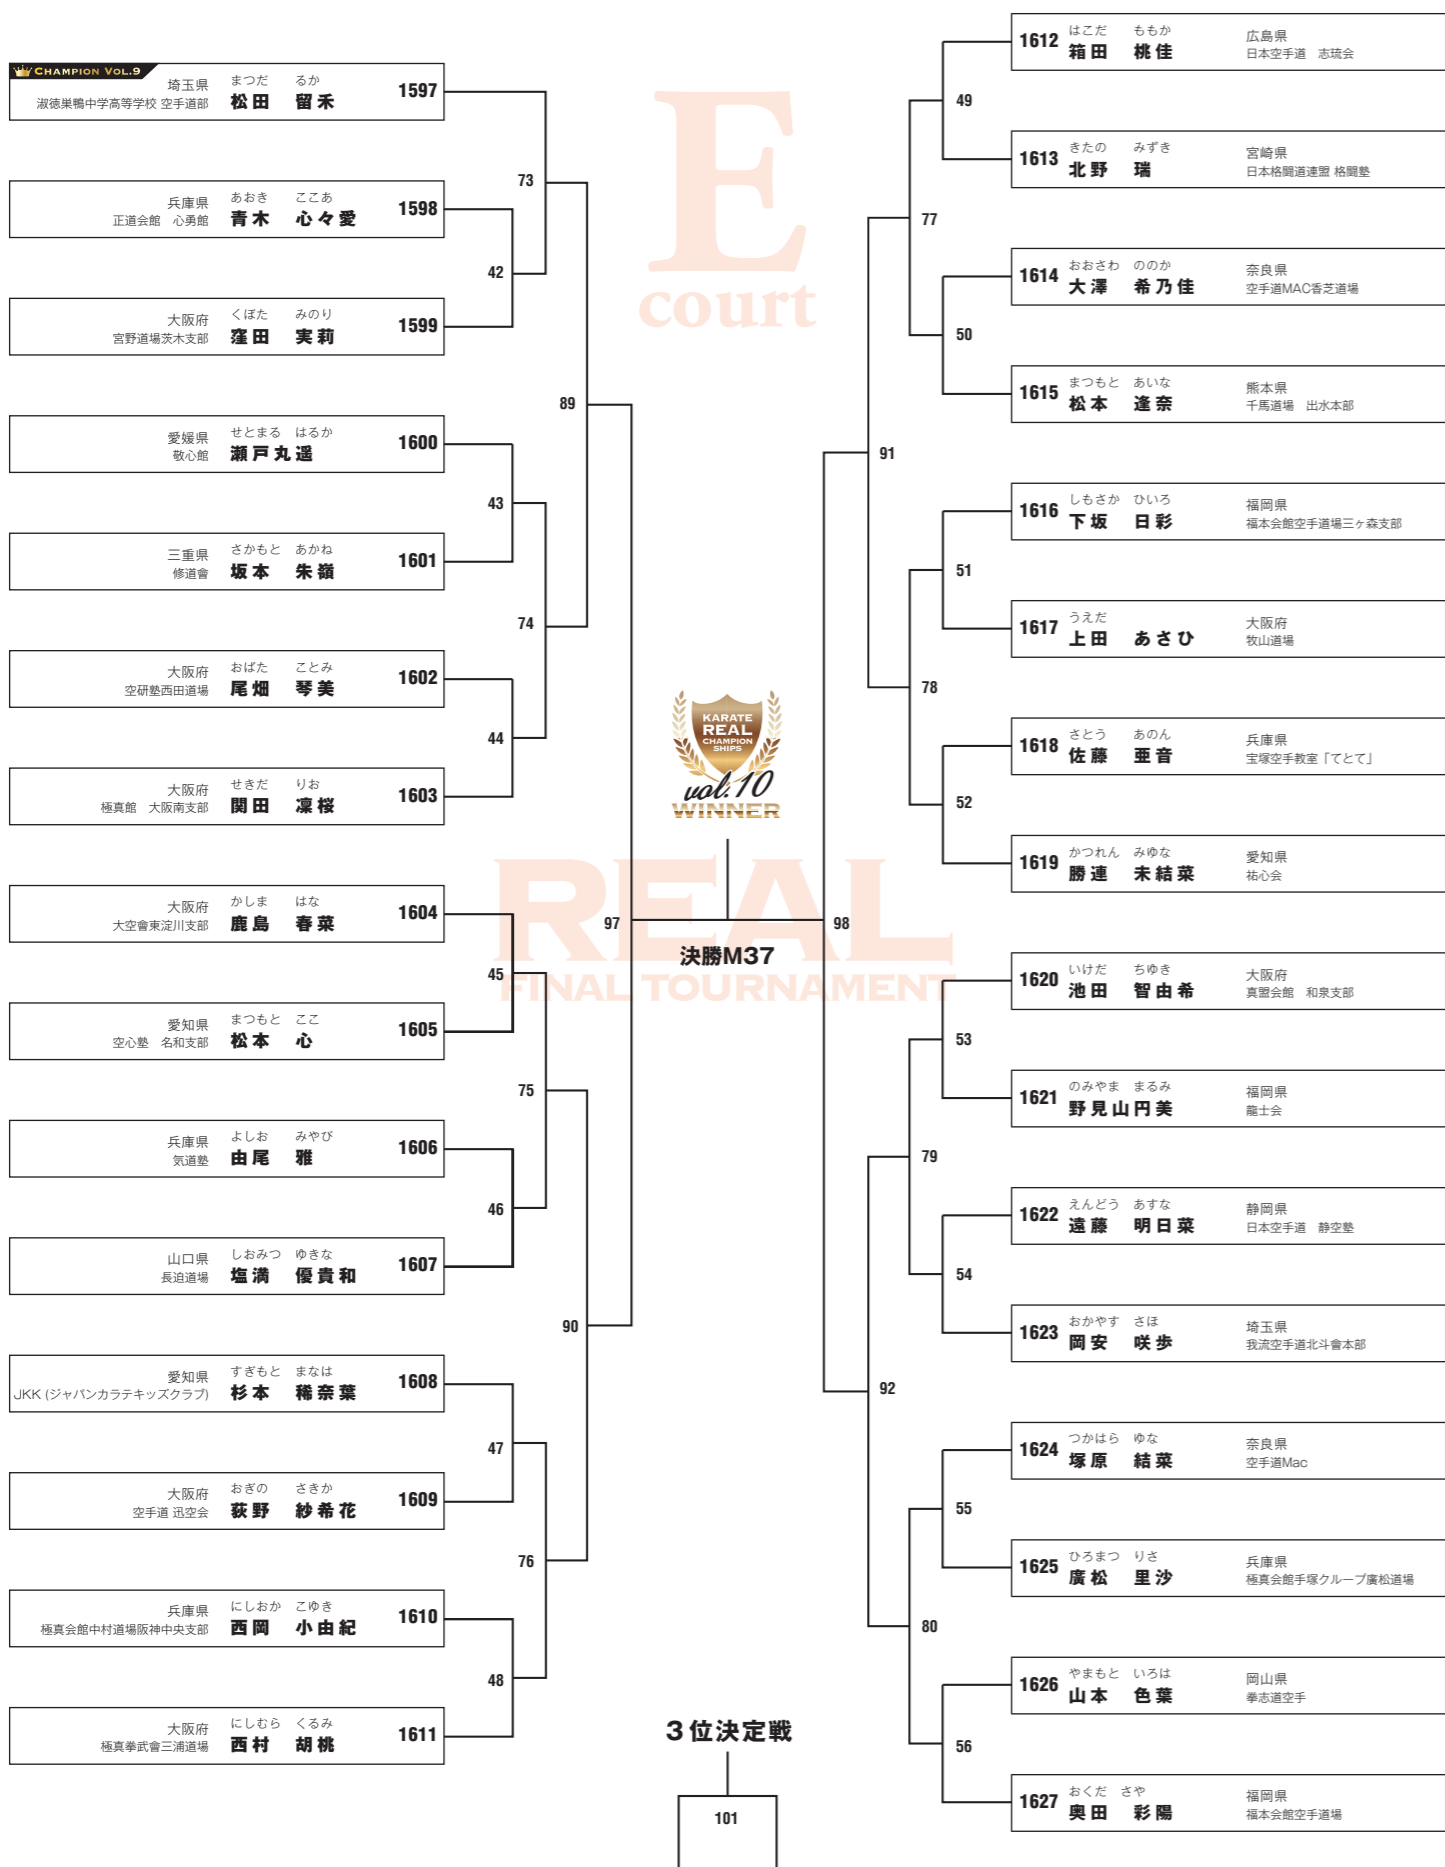 E
court
CHAMPION VOL.9
埼玉県 まつだ るか
淑徳巣鴨中学高等学校 空手道部 松田 留禾 1597
兵庫県 あおき ここあ
正道会館 心勇館 青木 心々愛 1598
大阪府 くぼた みのり
宮野道場茨木支部 窪田 実莉 1599
愛媛県 せとまる はるか
敬心館 瀬戸丸遥 1600
三重県 さかもと あかね
修道會 坂本 朱嶺 1601
大阪府 おばた ことみ
空研塾西田道場 尾畑 琴美 1602
大阪府 せきだ りお
極真館 大阪南支部 関田 凜桜 1603
大阪府 かしま はな
大空會東淀川支部 鹿島 春菜 1604
愛知県 まつもと ここ
空心塾 名和支部 松本 心 1605
兵庫県 よしお みやび
気道塾 由尾 雅 1606
山口県 しおみつ ゆきな
長迫道場 塩満 優貴和 1607
愛知県 すぎもと まなは
JKK (ジャパンカラテキッズクラブ) 杉本 稀奈葉 1608
大阪府 おぎの さきか
空手道 迅空会 荻野 紗希花 1609
兵庫県 にしおか こゆき
極真会館中村道場阪神中央支部 西岡 小由紀 1610
大阪府 にしむら くるみ
極真拳武會三浦道場 西村 胡桃 1611
73
42
89
43
74
44
97
45
75
46
90
47
76
48
KARATE
REAL
CHAMPION
SHIPS
vol.10
WINNER
REAL
FINAL TOURNAMENT
決勝M37
3位決定戦
101
49
77
50
91
51
78
52
98
53
79
54
92
55
80
56
はこだ ももか 広島県
1612 箱田 桃佳 日本空手道 志琉会
きたの みずき 宮崎県
1613 北野 瑞 日本格闘道連盟 格闘塾
おおさわ ののか 奈良県
1614 大澤 希乃佳 空手道MAC香芝道場
まつもと あいな 熊本県
1615 松本 逢奈 千馬道場 出水本部
しもさか ひいろ 福岡県
1616 下坂 日彩 福本会館空手道場三ヶ森支部
うえだ 大阪府
1617 上田 あさひ 牧山道場
さとう あのん 兵庫県
1618 佐藤 亜音 宝塚空手教室「てとて」
かつれん みゆな 愛知県
1619 勝連 未結菜 祐心会
いけだ ちゆき 大阪府
1620 池田 智由希 真盟会館 和泉支部
のみやま まるみ 福岡県
1621 野見山円美 龍士会
えんどう あすな 静岡県
1622 遠藤 明日菜 日本空手道 静空塾
おかやす さほ 埼玉県
1623 岡安 咲歩 我流空手道北斗會本部
つかはら ゆな 奈良県
1624 塚原 結菜 空手道Mac
ひろまつ りさ 兵庫県
1625 廣松 里沙 極真会館手塚グループ廣松道場
やまもと いろは 岡山県
1626 山本 色葉 拳志道空手
おくだ さや 福岡県
1627 奥田 彩陽 福本会館空手道場